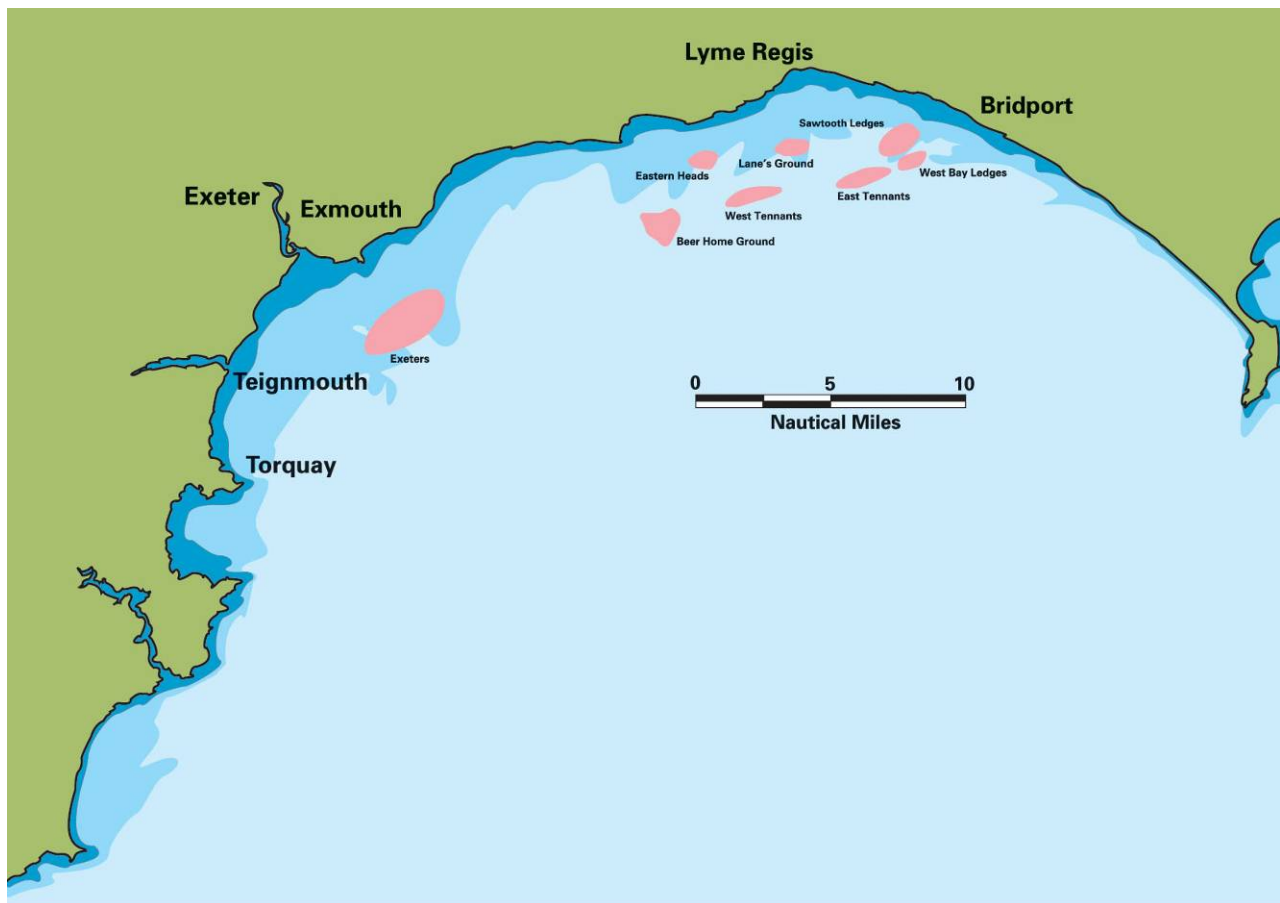 Lyme Regis
Bridport
Sawtooth Ledges
Lane's Ground
Eastern Heads
West Bay Ledges
East Tennants
West Tennants
Beer Home Ground
Exeter
Exmouth
Exeters
Teignmouth
0 5 10
Nautical Miles
Torquay